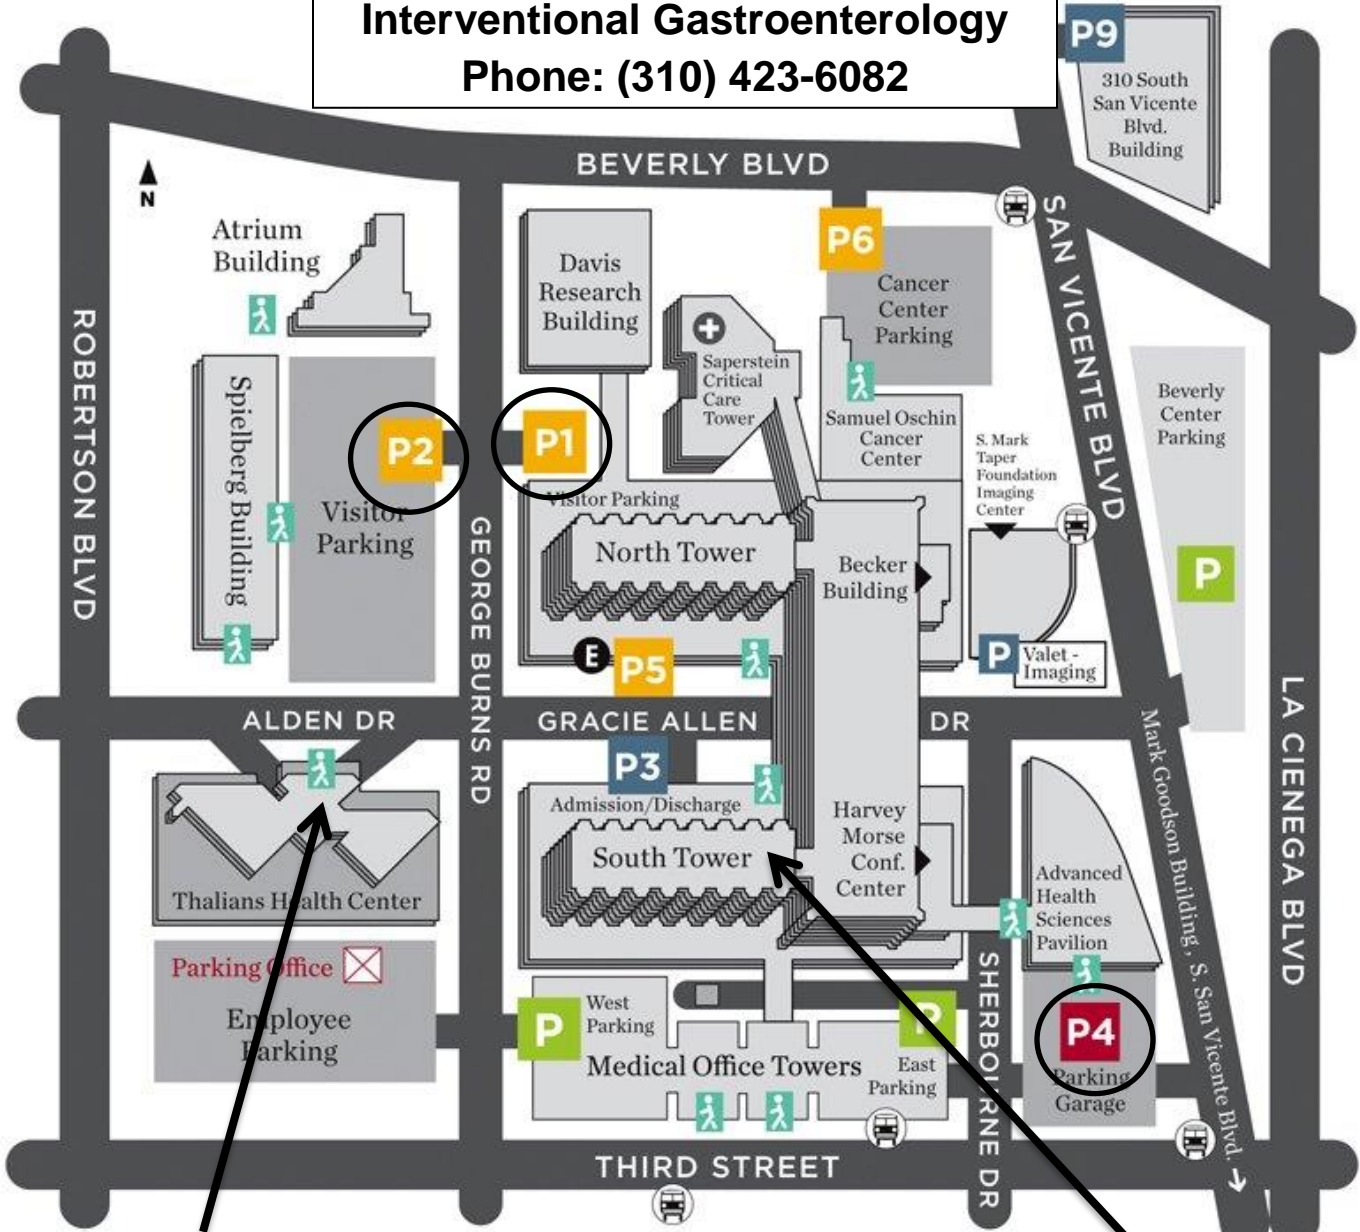 Interventional Gastroenterology
Phone: (310) 423-6082
P9
310 South
San Vicente
Blvd.
Building
BEVERLY BLVD
N
Atrium
Building
Davis
Research
Building
P6
Cancer
Center
Parking
SAN VICENTE BLVD
ROBERTSON BLVD
Saperstein
Critical
Care
Tower
Beverly
Center
Parking
Spielberg Building
P2
P1
Samuel Oschin
Cancer
Center
S. Mark
Taper
Foundation
Imaging
Center
Visitor
Parking
Visitor Parking
GEORGE BURNS RD
North Tower
Becker
Building
P
E
P5
P
Valet -
Imaging
ALDEN DR
GRACIE ALLEN
DR
LA CIENEGA BLVD
P3
Admission/Discharge
Mark Goodson Building, S. San Vicente Blvd.
South Tower
Harvey
Morse
Conf.
Center
Thalians Health Center
Advanced
Health
Sciences
Pavilion
Parking Office
Employee
Parking
P
West
Parking
P
SHERBOURNE DR
P4
Parking
Garage
Medical Office Towers
East
Parking
THIRD STREET